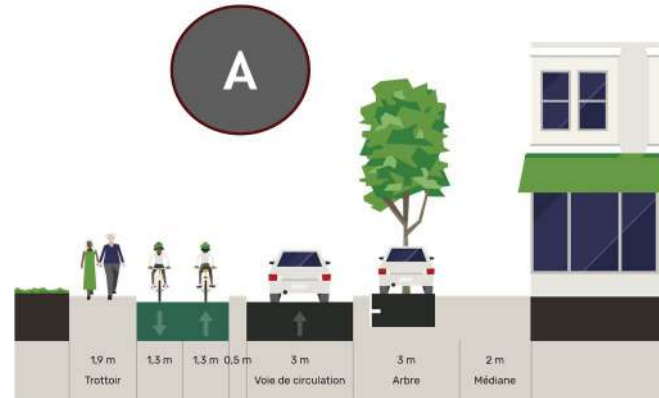 A
1,9 m 1,3 m 1,3 m 0,5 m 3 m 3 m 2 m
Trottoir Voie de circulation Arbre Médiane